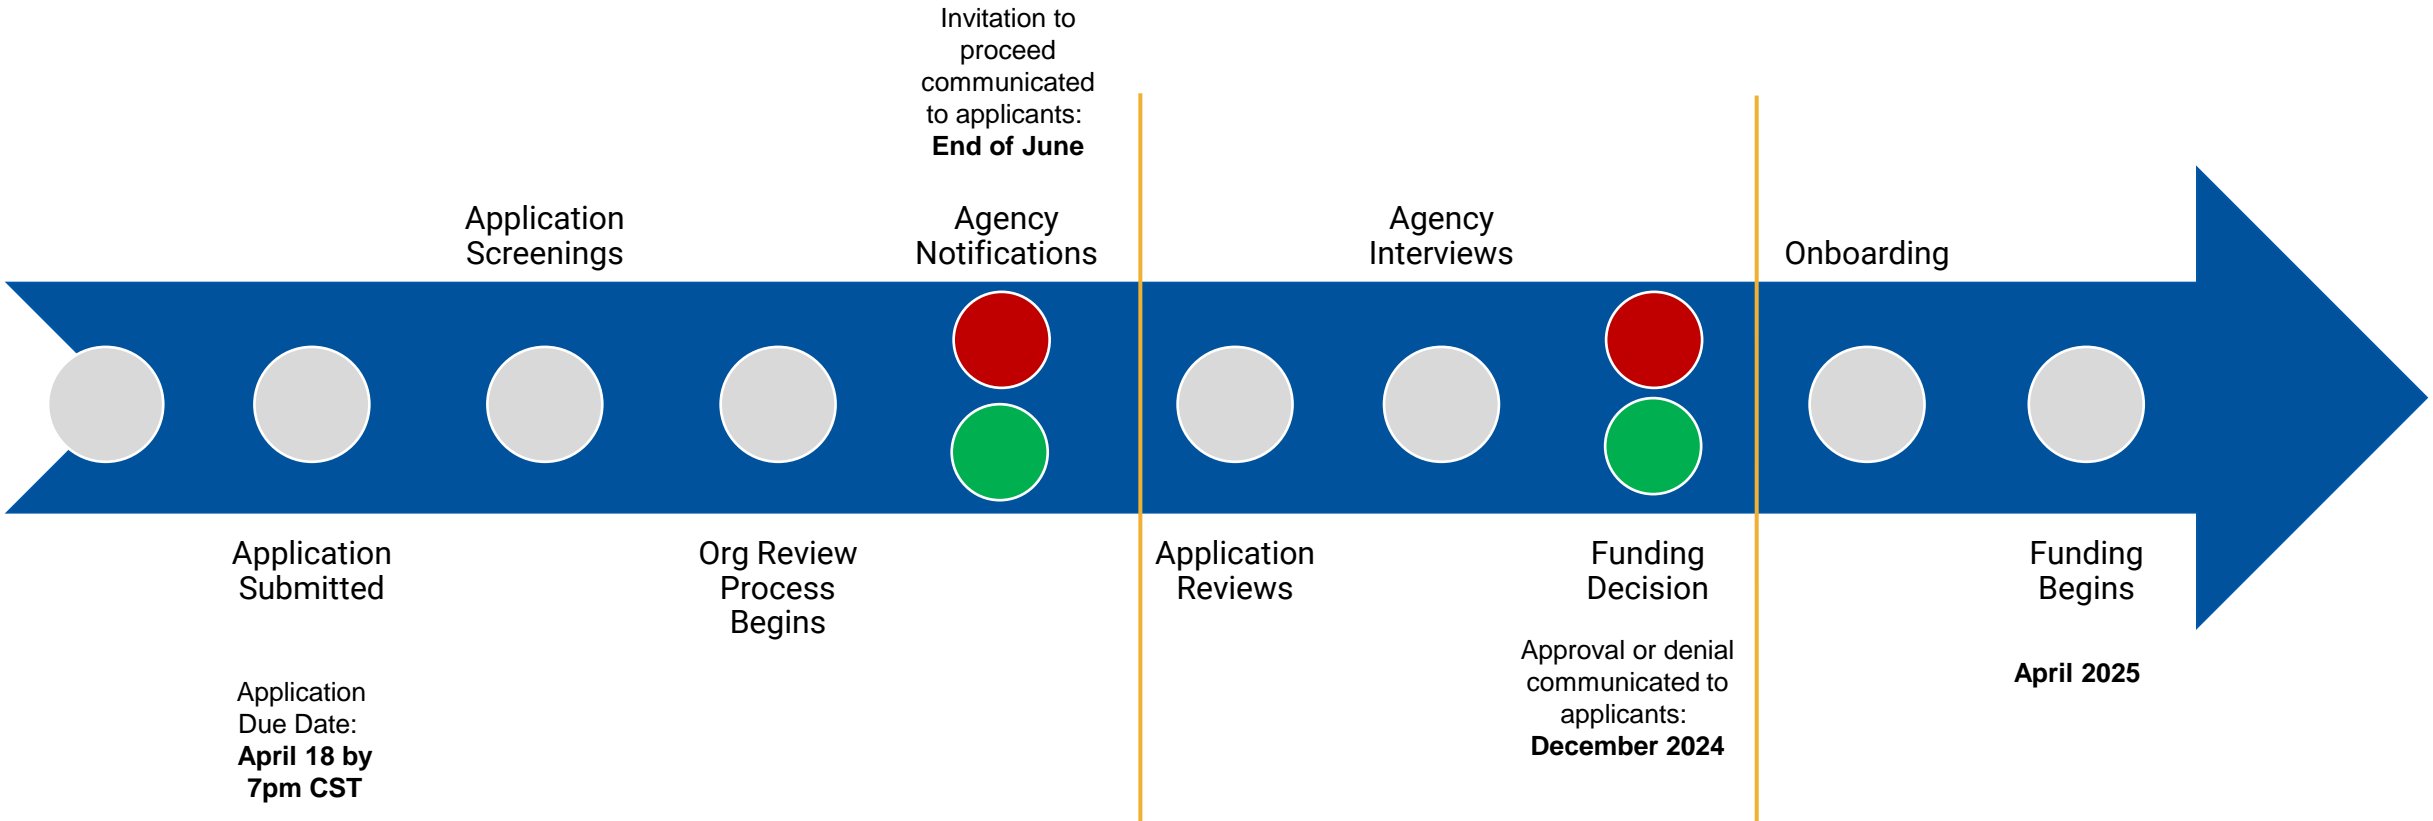 Invitation to
proceed
communicated
to applicants:
End of June
Application
Screenings
Agency
Notifications
Agency
Interviews
Onboarding
Application
Submitted
Application
Due Date:
April 18 by
7pm CST
Org Review
Process
Begins
Application
Reviews
Funding
Decision
Approval or denial
communicated to
applicants:
December 2024
Funding
Begins
April 2025